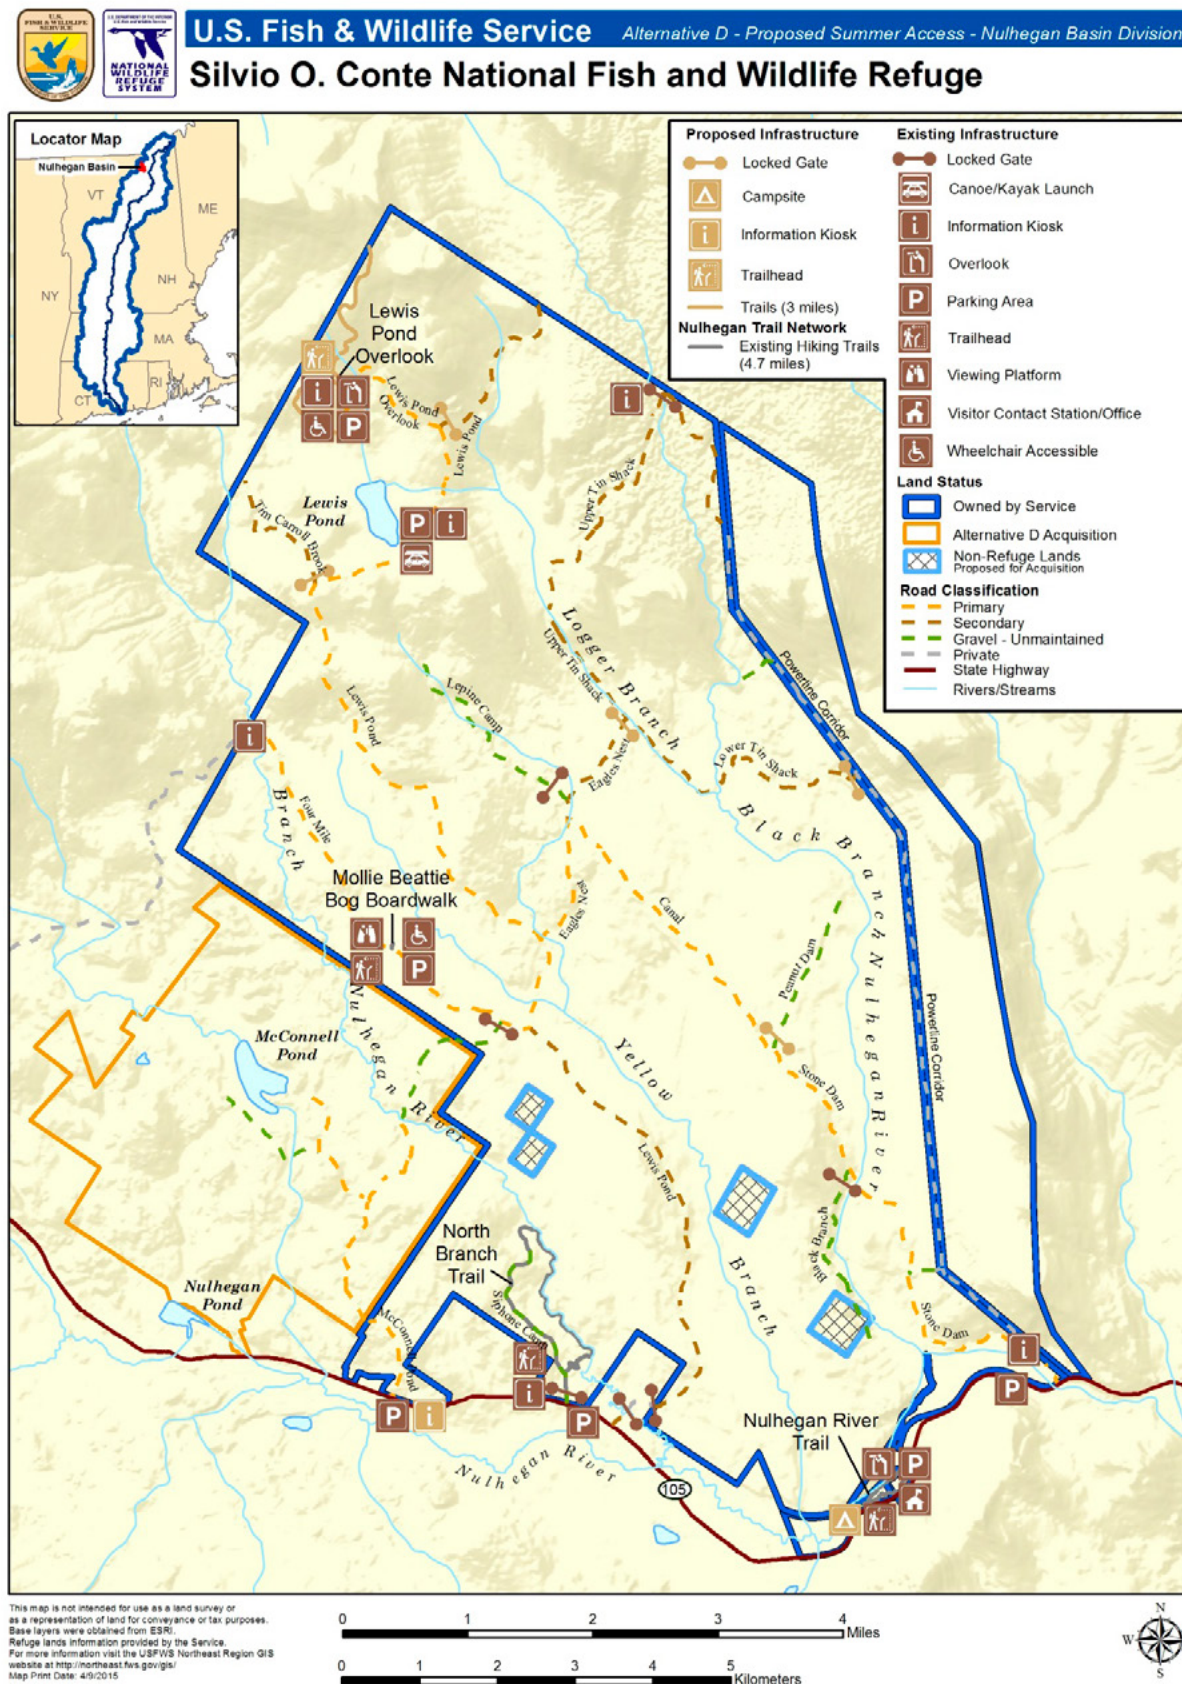 U.S.
FISH & WILDLIFE
SERVICE
NATIONAL
WILDLIFE
REFUGE
SYSTEM
U.S. Fish & Wildlife Service
Alternative D - Proposed Summer Access - Nulhegan Basin Division
Silvio O. Conte National Fish and Wildlife Refuge
Locator Map
Nulhegan Basin
VT
ME
NY
NH
MA
CT
RI
Proposed Infrastructure
Locked Gate
Campsite
Information Kiosk
Trailhead
Trails (3 miles)
Nulhegan Trail Network
Existing Hiking Trails
(4.7 miles)
Existing Infrastructure
Locked Gate
Canoe/Kayak Launch
Information Kiosk
Overlook
Parking Area
Trailhead
Viewing Platform
Visitor Contact Station/Office
Wheelchair Accessible
Land Status
Owned by Service
Alternative D Acquisition
Non-Refuge Lands
Proposed for Acquisition
Road Classification
Primary
Secondary
Gravel - Unmaintained
Private
State Highway
Rivers/Streams
Lewis
Pond
Overlook
Lewis Pond
Overlook
Lewis Pond
Upper Tin Shack
Lewis
Pond
Tim Carroll Brook
Logger Branch
Upper Tin Shack
Lepine Camp
Lewis Pond
Eagles Nest
Powerline Corridor
Lower Tin Shack
Four Mile
Branch
Black Branch Nulhegan River
Mollie Beattie
Bog Boardwalk
Eagles Nest
Canal
Peanut Dam
Powerline Corridor
Nulhegan River
McConnell
Pond
Yellow
Stone Dam
Lewis Pond
Black Branch
North
Branch
Trail
Branch
Nulhegan
Pond
Siphone Camp
McConnell Pond
Stone Dam
Nulhegan River
Trail
Nulhegan River
105
This map is not intended for use as a land survey or
as a representation of land for conveyance or tax purposes.
Base layers were obtained from ESRI.
Refuge lands information provided by the Service.
For more information visit the USFWS Northeast Region GIS
website at http://northeast.fws.gov/gis/
Map Print Date: 4/9/2015
0 1 2 3 4
Miles
0 1 2 3 4 5
Kilometers
N
W E
S